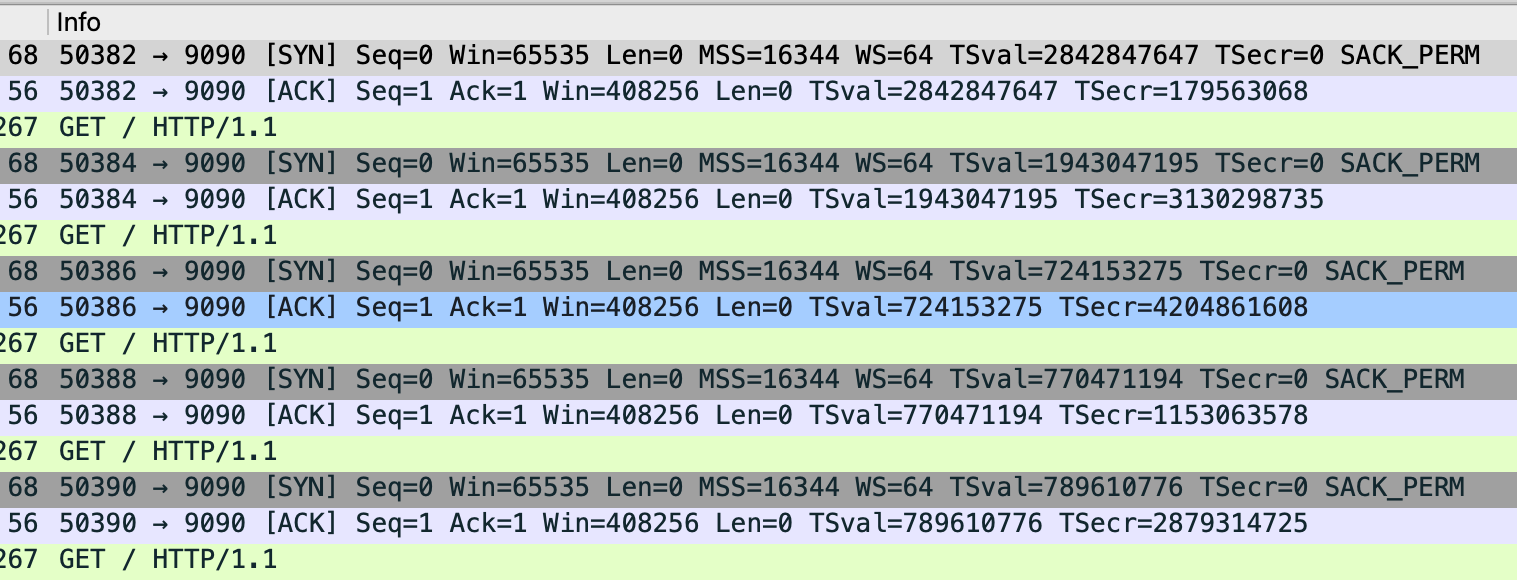 Info
68 50382 → 9090 [SYN] Seq=0 Win=65535 Len=0 MSS=16344 WS=64 TSval=2842847647 TSecr=0 SACK_PERM
56 50382 → 9090 [ACK] Seq=1 Ack=1 Win=408256 Len=0 TSval=2842847647 TSecr=179563068
267 GET / HTTP/1.1
68 50384 → 9090 [SYN] Seq=0 Win=65535 Len=0 MSS=16344 WS=64 TSval=1943047195 TSecr=0 SACK_PERM
56 50384 → 9090 [ACK] Seq=1 Ack=1 Win=408256 Len=0 TSval=1943047195 TSecr=3130298735
267 GET / HTTP/1.1
68 50386 → 9090 [SYN] Seq=0 Win=65535 Len=0 MSS=16344 WS=64 TSval=724153275 TSecr=0 SACK_PERM
56 50386 → 9090 [ACK] Seq=1 Ack=1 Win=408256 Len=0 TSval=724153275 TSecr=4204861608
267 GET / HTTP/1.1
68 50388 → 9090 [SYN] Seq=0 Win=65535 Len=0 MSS=16344 WS=64 TSval=770471194 TSecr=0 SACK_PERM
56 50388 → 9090 [ACK] Seq=1 Ack=1 Win=408256 Len=0 TSval=770471194 TSecr=1153063578
267 GET / HTTP/1.1
68 50390 → 9090 [SYN] Seq=0 Win=65535 Len=0 MSS=16344 WS=64 TSval=789610776 TSecr=0 SACK_PERM
56 50390 → 9090 [ACK] Seq=1 Ack=1 Win=408256 Len=0 TSval=789610776 TSecr=2879314725
267 GET / HTTP/1.1